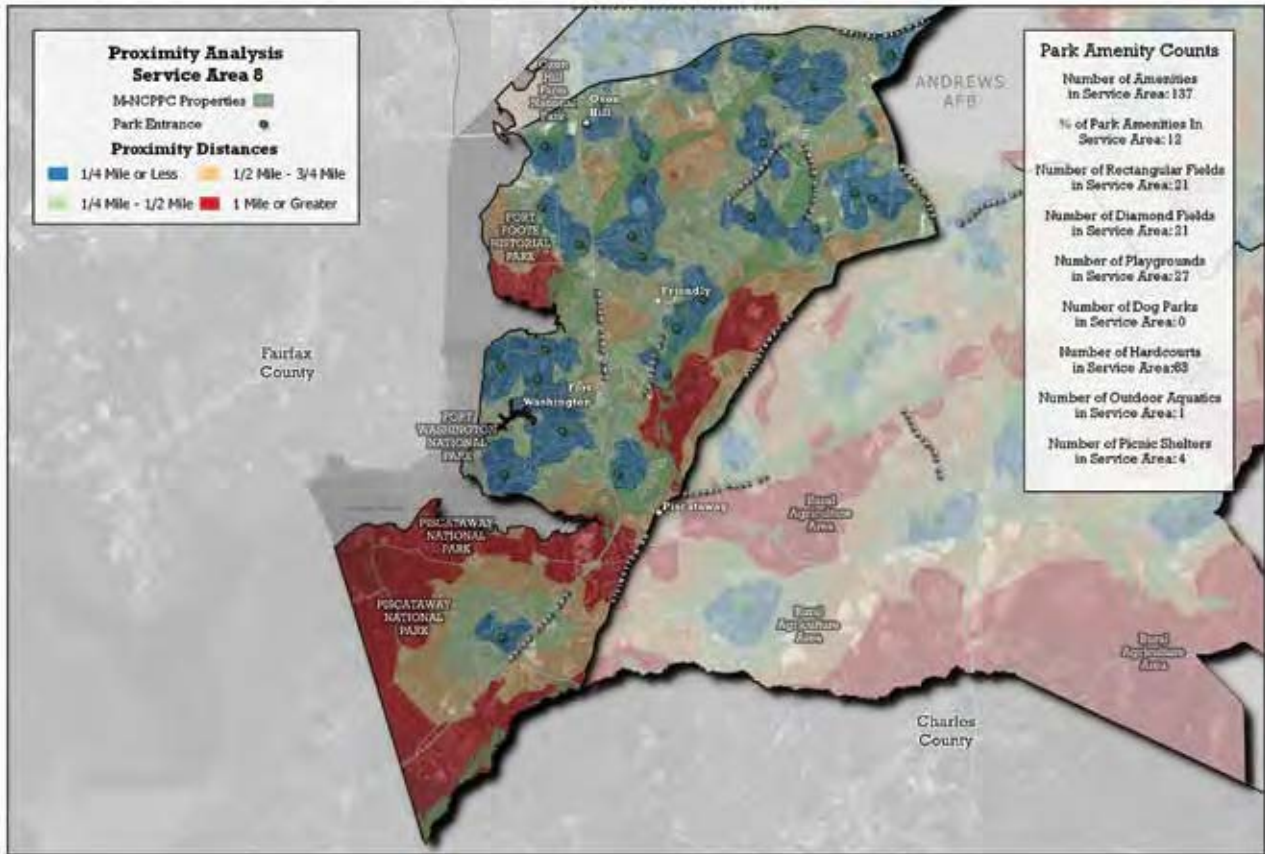 Proximity Analysis
Service Area 8
M-NCPPC Properties
Park Entrance
Proximity Distances
1/4 Mile or Less
1/2 Mile - 3/4 Mile
1/4 Mile - 1/2 Mile
1 Mile or Greater
Park Amenity Counts
Number of Amenities
in Service Area: 137
% of Park Amenities In
Service Area: 12
Number of Rectangular Fields
in Service Area: 21
Number of Diamond Fields
in Service Area: 21
Number of Playgrounds
in Service Area: 27
Number of Dog Parks
in Service Area: 0
Number of Hardcourts
in Service Area:63
Number of Outdoor Aquatics
in Service Area: 1
Number of Picnic Shelters
in Service Area: 4
ANDREWS
AFB
Oxon
Hill
Farm
National
Park
Oxon
Hill
FORT
FOOTE
HISTORIAL
PARK
Friendly
Fairfax
County
Fort
Washington
FORT
WASHINGTON
NATIONAL
PARK
Piscataway
PISCATAWAY
NATIONAL
PARK
PISCATAWAY
NATIONAL
PARK
Rural
Agriculture
Area
Rural
Agriculture
Area
Rural
Agriculture
Area
Charles
County